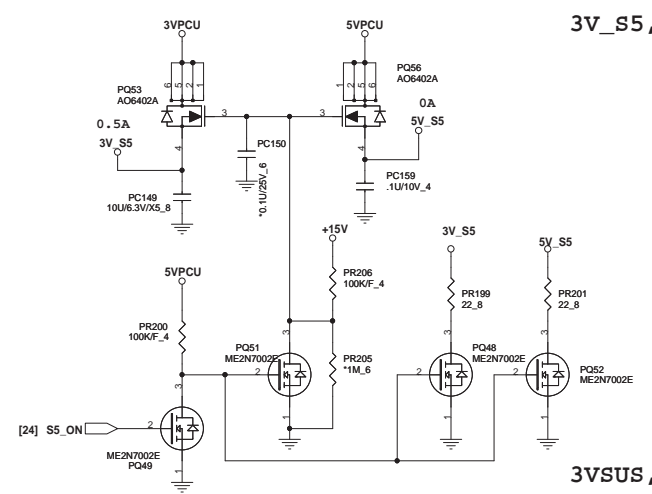 3VPCU
5VPCU
3V_S5,
PQ53
AO6402A
6 5 2 1
1 2 5 6
PQ56
AO6402A
0.5A
3V_S5
3
3
0A
5V_S5
4
PC150
*0.1U/25V_6
4
PC149
10U/6.3V/X5_8
PC159
.1U/10V_4
+15V
3V_S5
5V_S5
5VPCU
PR206
100K/F_4
PR199
22_8
PR201
22_8
PR200
100K/F_4
PQ51
ME2N7002E
3
PR205
*1M_6
PQ48
ME2N7002E
3
3
PQ52
ME2N7002E
2
2
2
3
1
1
1
[24] S5_ON
2
ME2N7002E
PQ49
1
3VSUS,